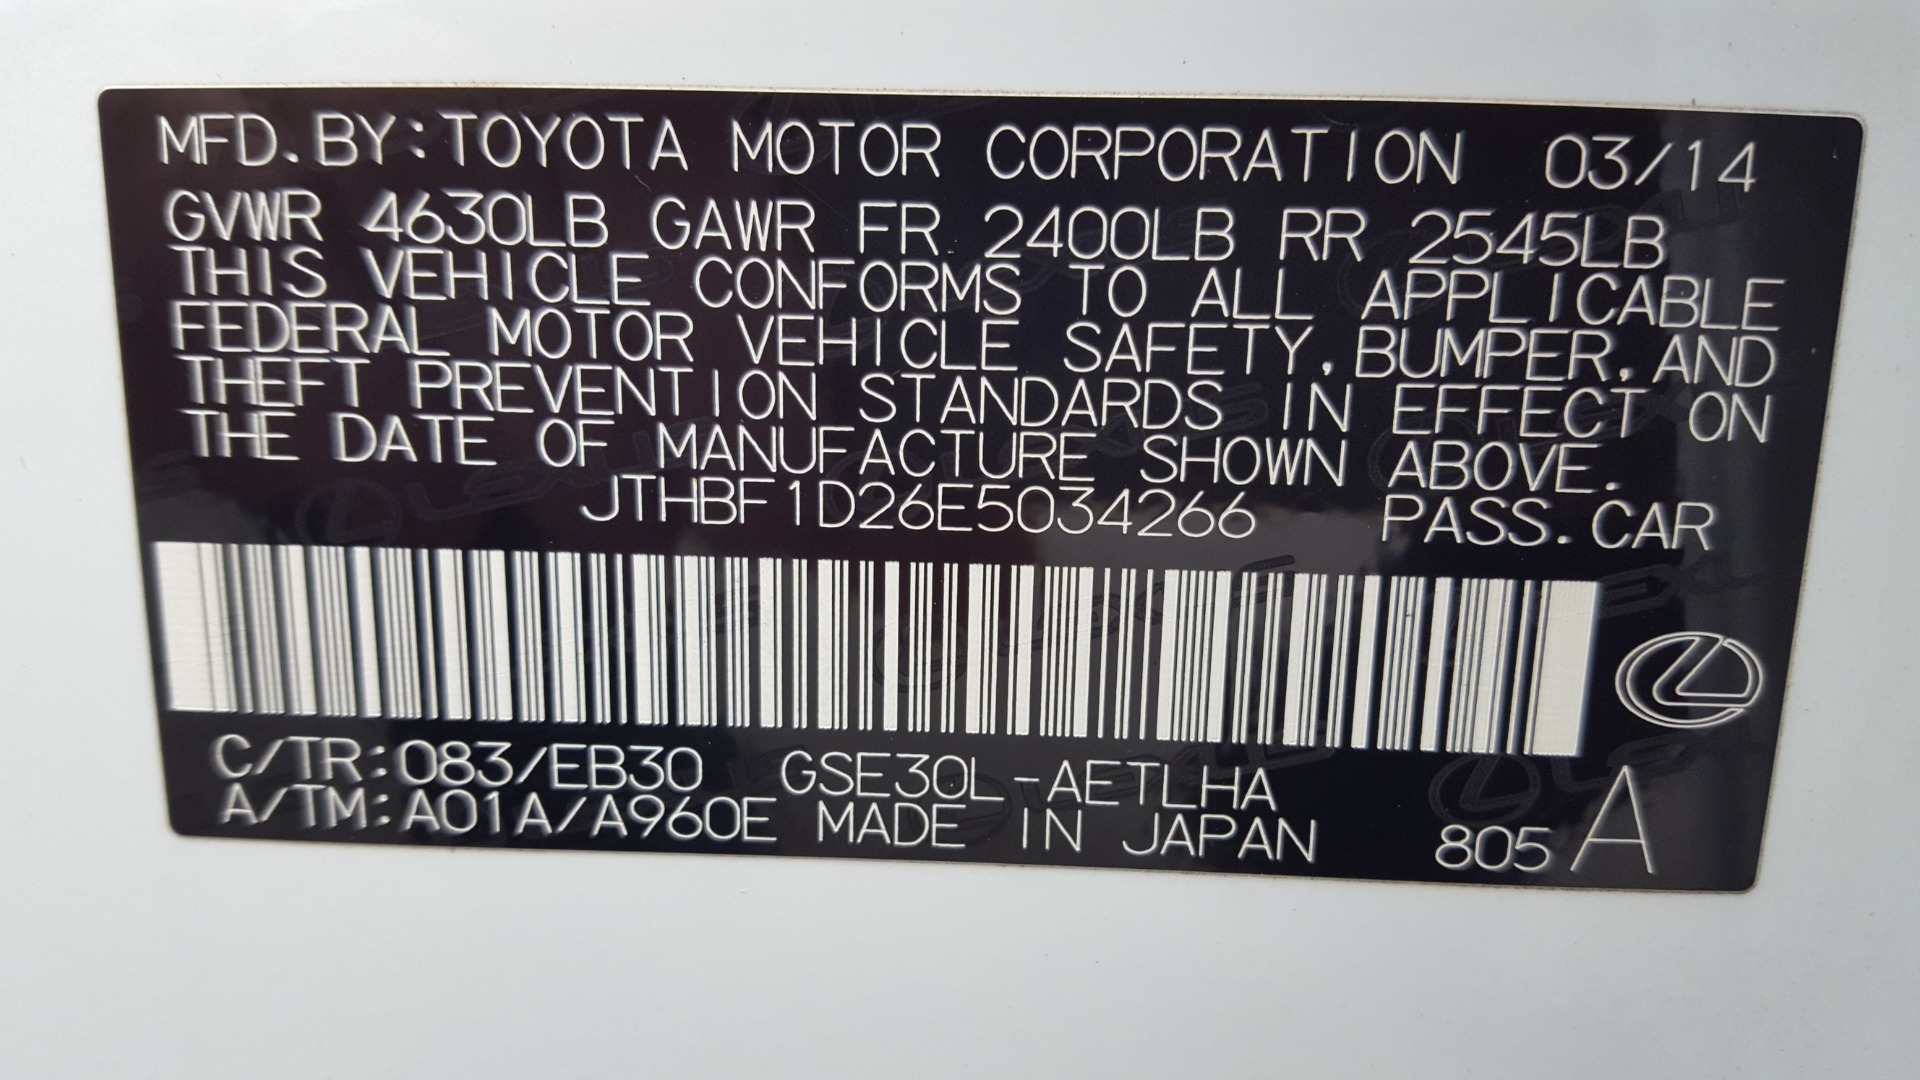 MFD. BY: TOYOTA MOTOR CORPORATION 03/14
GVWR 4630LB GAWR FR 2400LB RR 2545LB
THIS VEHICLE CONFORMS TO ALL APPLICABLE
FEDERAL MOTOR VEHICLE SAFETY, BUMPER, AND
THEFT PREVENTION STANDARDS IN EFFECT ON
THE DATE OF MANUFACTURE SHOWN ABOVE.
JTHBF1D26E5034266 PASS. CAR
C/TR: 083/EB30 GSE30L-AETLHA
A/TM: A01A/A960E MADE IN JAPAN 805 A